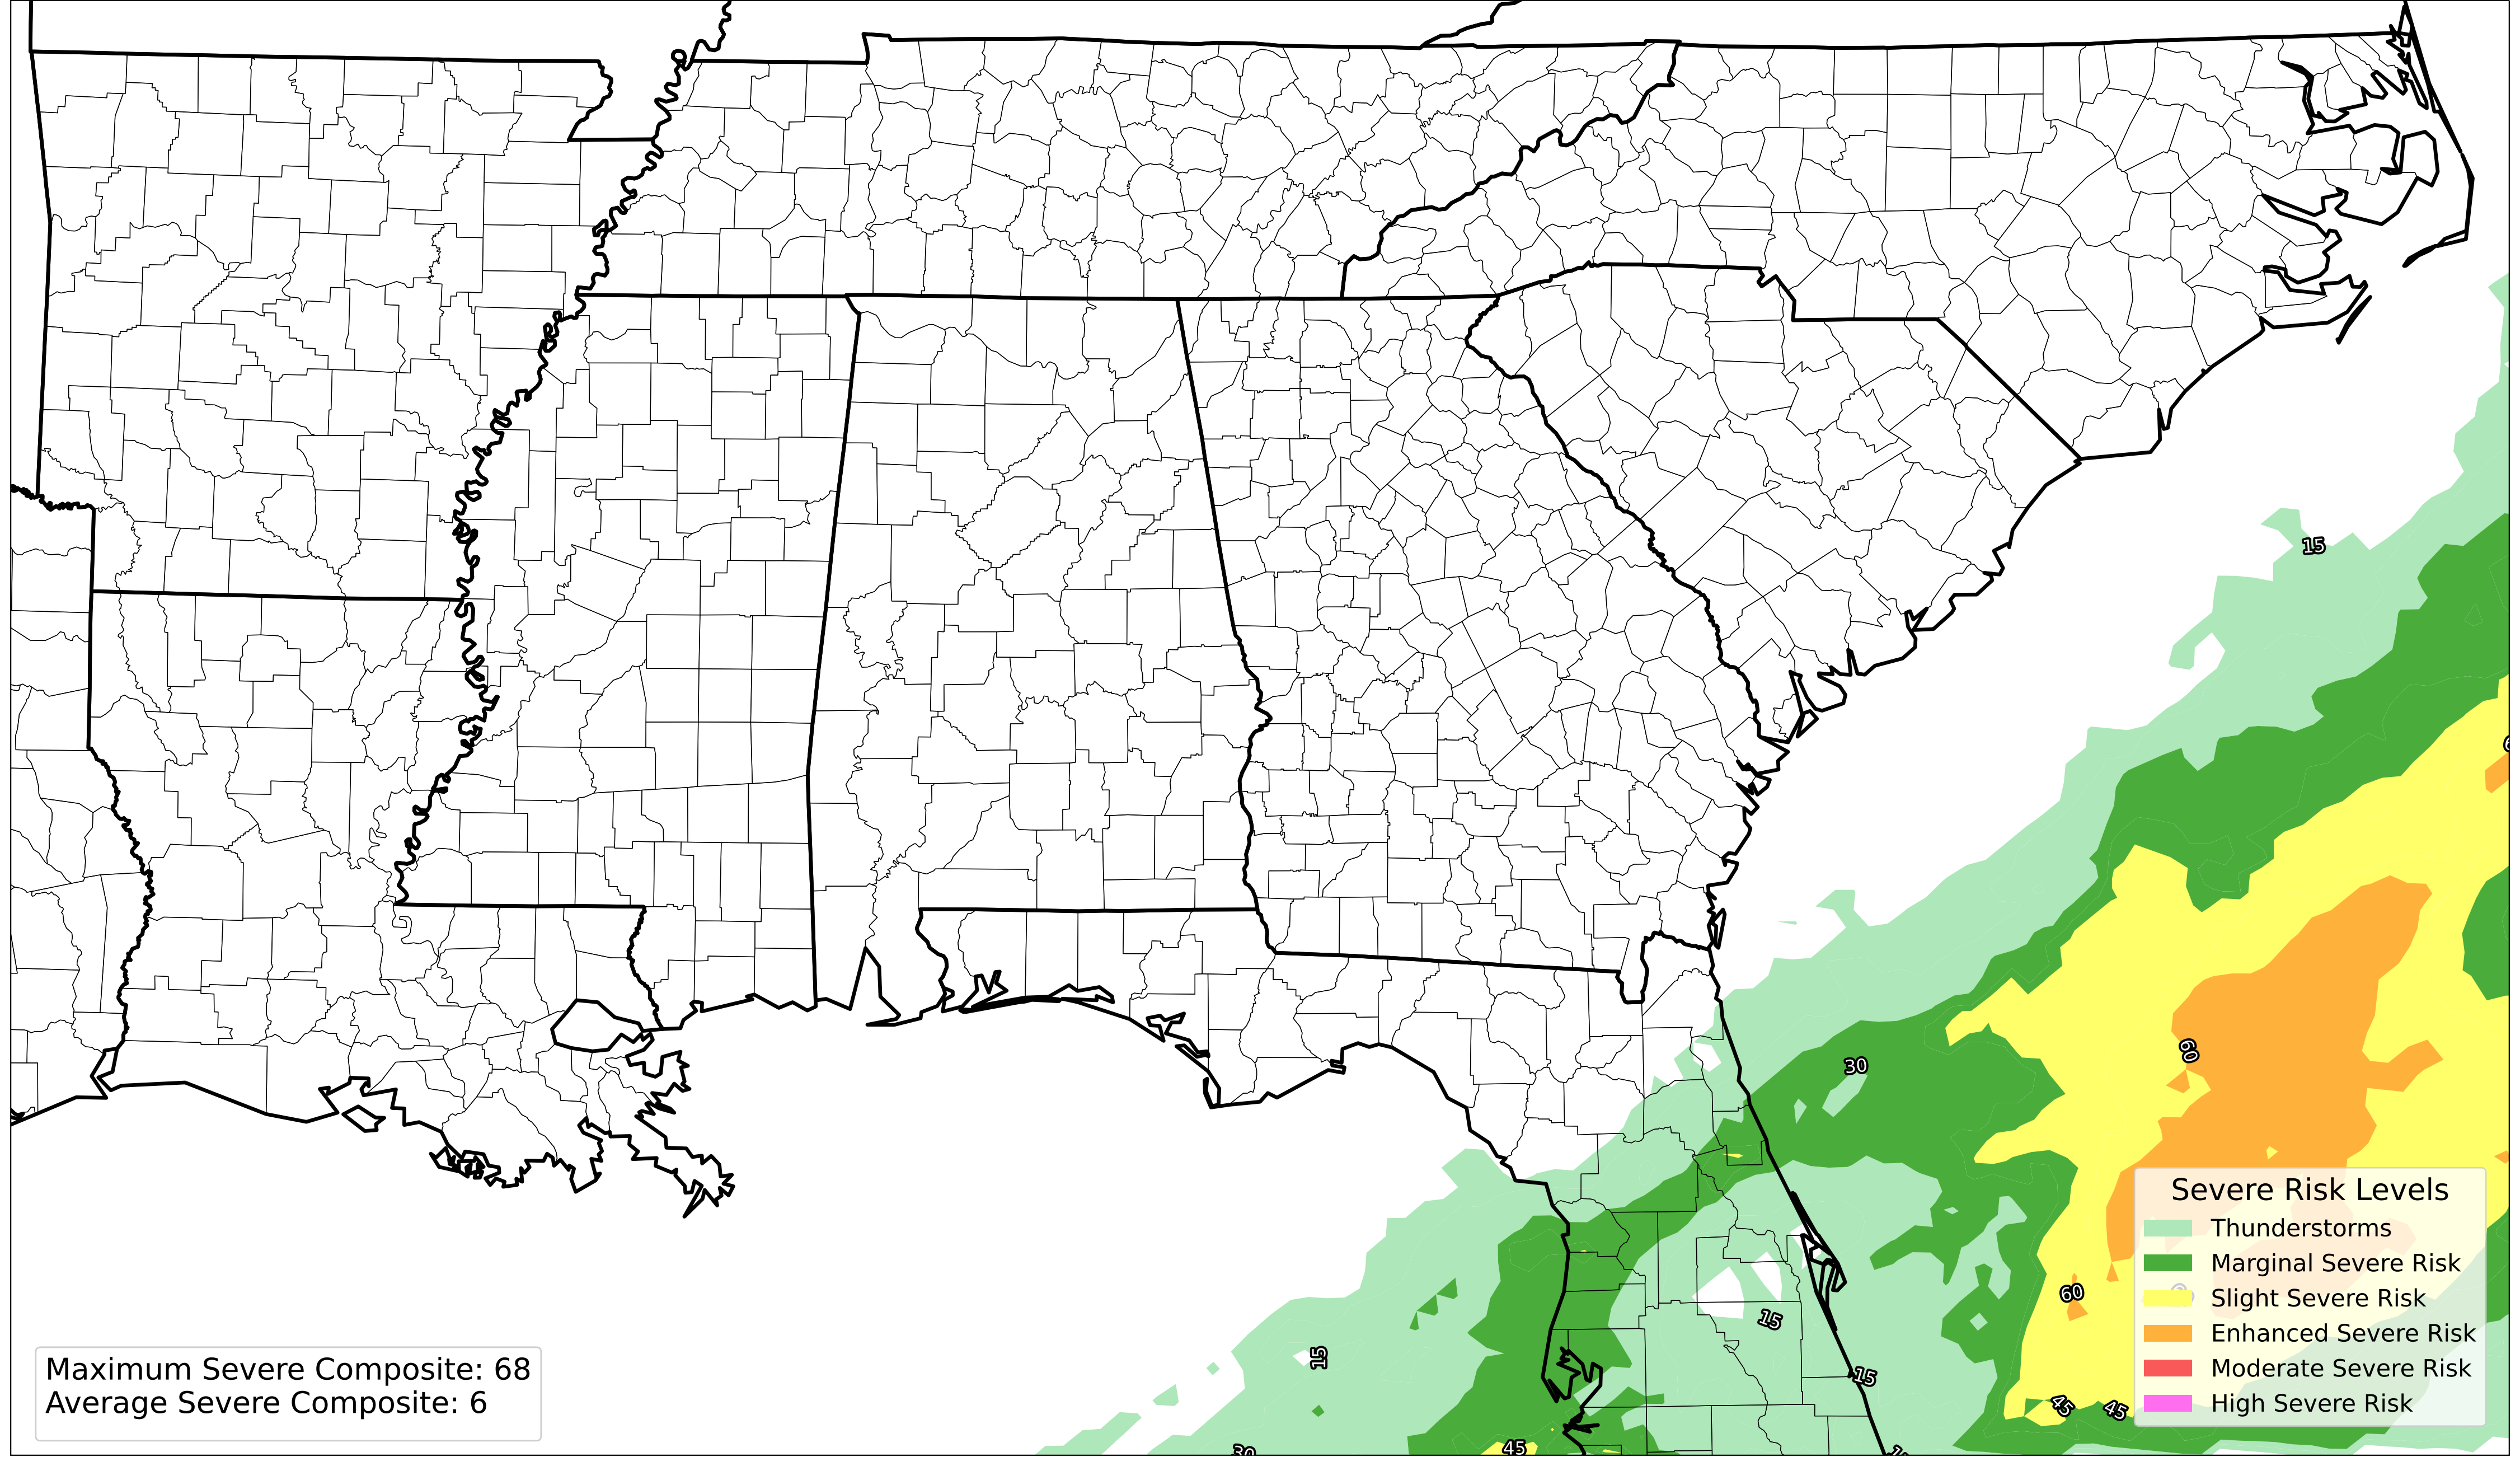 15
30
60
60
15
15
15
45
45
45
30
Severe Risk Levels
Thunderstorms
Marginal Severe Risk
Slight Severe Risk
Enhanced Severe Risk
Moderate Severe Risk
High Severe Risk
Maximum Severe Composite: 68
Average Severe Composite: 6